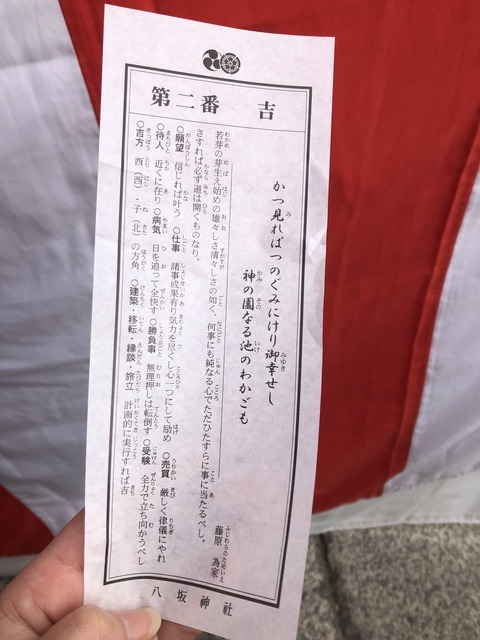 第二番 吉
かつ見ればつのぐみにけり御幸せし
神の園なる池のわかごも
藤原 為家
若芽の芽生え始めの雄々しさ清々しさの如く、何事にも純なる心でただひたすらに事に当たるべし。
さすれば必ず道は開くものなり。
○願望 信じれば叶う ○仕事 諸事成果有り気力を尽くし心一つにして励め ○売買 厳しく律儀にやれ
○待人 近くに在り ○病気 日を追って全快す ○勝負事 無理押しは転倒す ○受験 全力で立ち向かうべし
○吉方 酉(西)・子(北)の方角 ○建築・移転・縁談・旅立 計画的に実行すれば吉
八坂神社